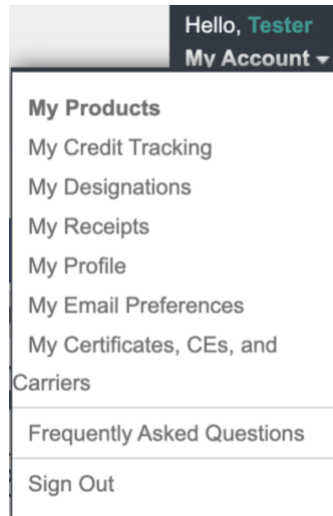 Hello, Tester
My Account
My Products
My Credit Tracking
My Designations
My Receipts
My Profile
My Email Preferences
My Certificates, CEs, and
Carriers
Frequently Asked Questions
Sign Out